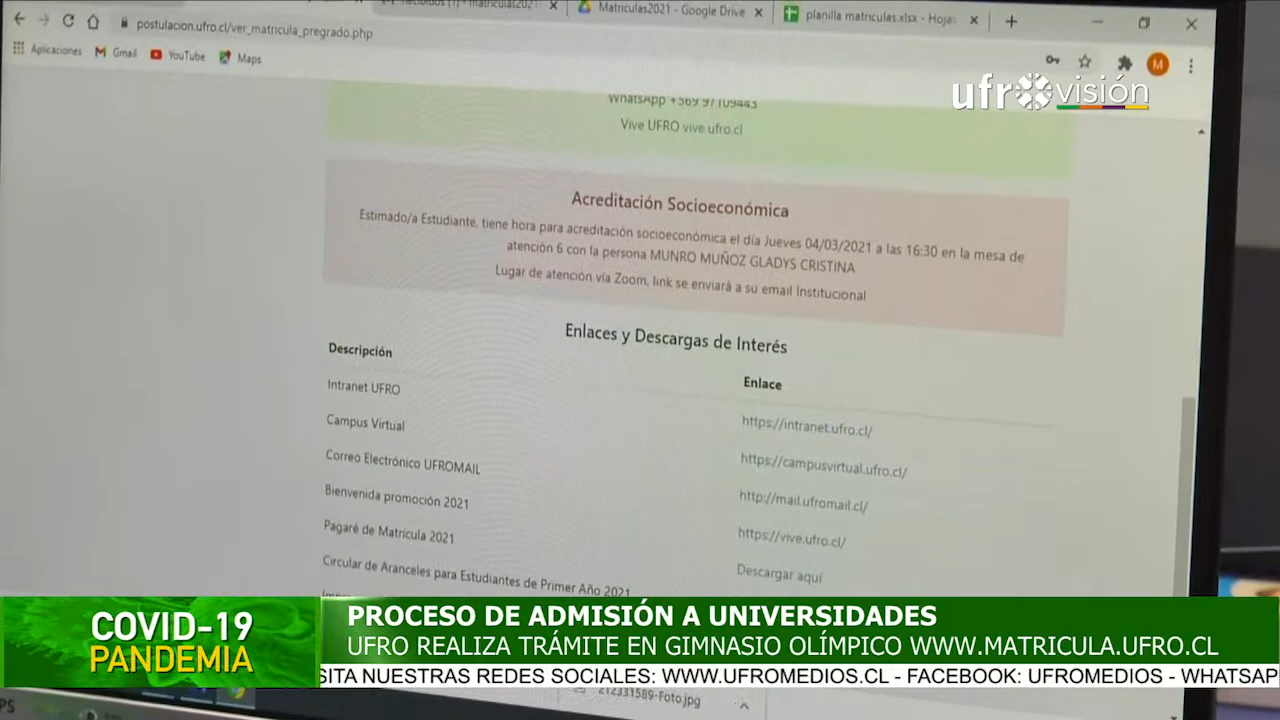 Matriculas2021 - Google Drive
planilla matriculas.xlsx - Hoja
postulacion.ufro.cl/ver_matricula_pregrado.php
Aplicaciones Gmail YouTube Maps
M
ufro visión
WhatsApp +569 97109443
Vive UFRO vive.ufro.cl
Acreditación Socioeconómica
Estimado/a Estudiante, tiene hora para acreditación socioeconómica el día Jueves 04/03/2021 a las 16:30 en la mesa de
atención 6 con la persona MUNRO MUÑOZ GLADYS CRISTINA
Lugar de atención vía Zoom, link se enviará a su email Institucional
Enlaces y Descargas de Interés
Descripción Enlace
Intranet UFRO https://intranet.ufro.cl/
Campus Virtual https://campusvirtual.ufro.cl/
Correo Electrónico UFROMAIL http://mail.ufromail.cl/
Bienvenida promoción 2021 https://vive.ufro.cl/
Pagaré de Matrícula 2021 Descargar aquí
Circular de Aranceles para Estudiantes de Primer Año 2021
COVID-19
PANDEMIA
PROCESO DE ADMISIÓN A UNIVERSIDADES
UFRO REALIZA TRÁMITE EN GIMNASIO OLÍMPICO WWW.MATRICULA.UFRO.CL
SITA NUESTRAS REDES SOCIALES: WWW.UFROMEDIOS.CL - FACEBOOK: UFROMEDIOS - WHATSAP
212331589-Foto.jpg